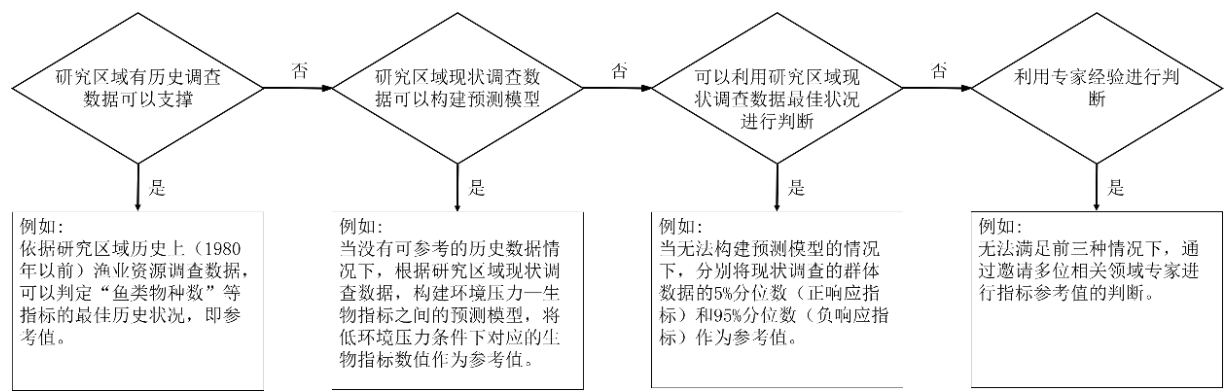 研究区域有历史调查
数据可以支撑
否
研究区域现状调查数
据可以构建预测模型
否
可以利用研究区域现
状调查数据最佳状况
进行判断
否
利用专家经验进行判
断
是
是
是
是
例如:
依据研究区域历史上（1980
年以前）渔业资源调查数据，
可以判定“鱼类物种数”等
指标的最佳历史状况，即参
考值。
例如:
当没有可参考的历史数据情
况下，根据研究区域现状调
查数据，构建环境压力—生
物指标之间的预测模型，将
低环境压力条件下对应的生
物指标数值作为参考值。
例如:
当无法构建预测模型的情况
下，分别将现状调查的群体
数据的5%分位数（正响应指
标）和95%分位数（负响应指
标）作为参考值。
例如:
无法满足前三种情况下，通
过邀请多位相关领域专家进
行指标参考值的判断。